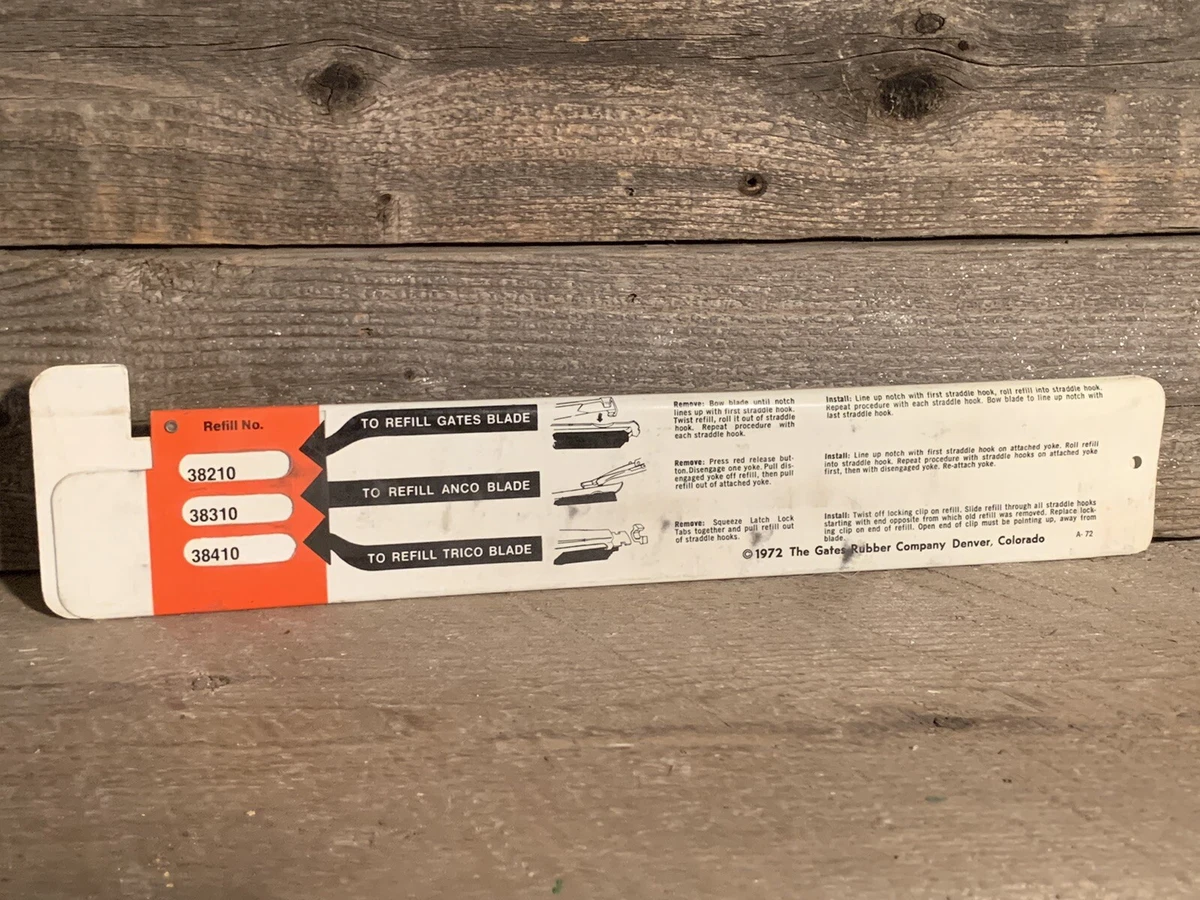 Refill No.
38210
38310
38410
TO REFILL GATES BLADE
Remove: Bow blade until notch
lines up with first straddle hook.
Twist refill, roll it out of straddle
hook. Repeat procedure with
each straddle hook.
Install: Line up notch with first straddle hook, roll refill into straddle hook.
Repeat procedure with each straddle hook. Bow blade to line up notch with
last straddle hook.
TO REFILL ANCO BLADE
Remove: Press red release but-
ton.Disengage one yoke. Pull dis-
engaged yoke off refill, then pull
refill out of attached yoke.
Install: Line up notch with first straddle hook on attached yoke. Roll refill
into straddle hook. Repeat procedure with straddle hooks on attached yoke
first, then with disengaged yoke. Re-attach yoke.
TO REFILL TRICO BLADE
Remove: Squeeze Latch Lock
Tabs together and pull refill out
of straddle hooks.
Install: Twist off locking clip on refill. Slide refill through all straddle hooks
starting with end opposite from which old refill was removed. Replace lock-
ing clip on end of refill. Open end of clip must be pointing up, away from
blade.
©1972 The Gates Rubber Company Denver, Colorado
A-72